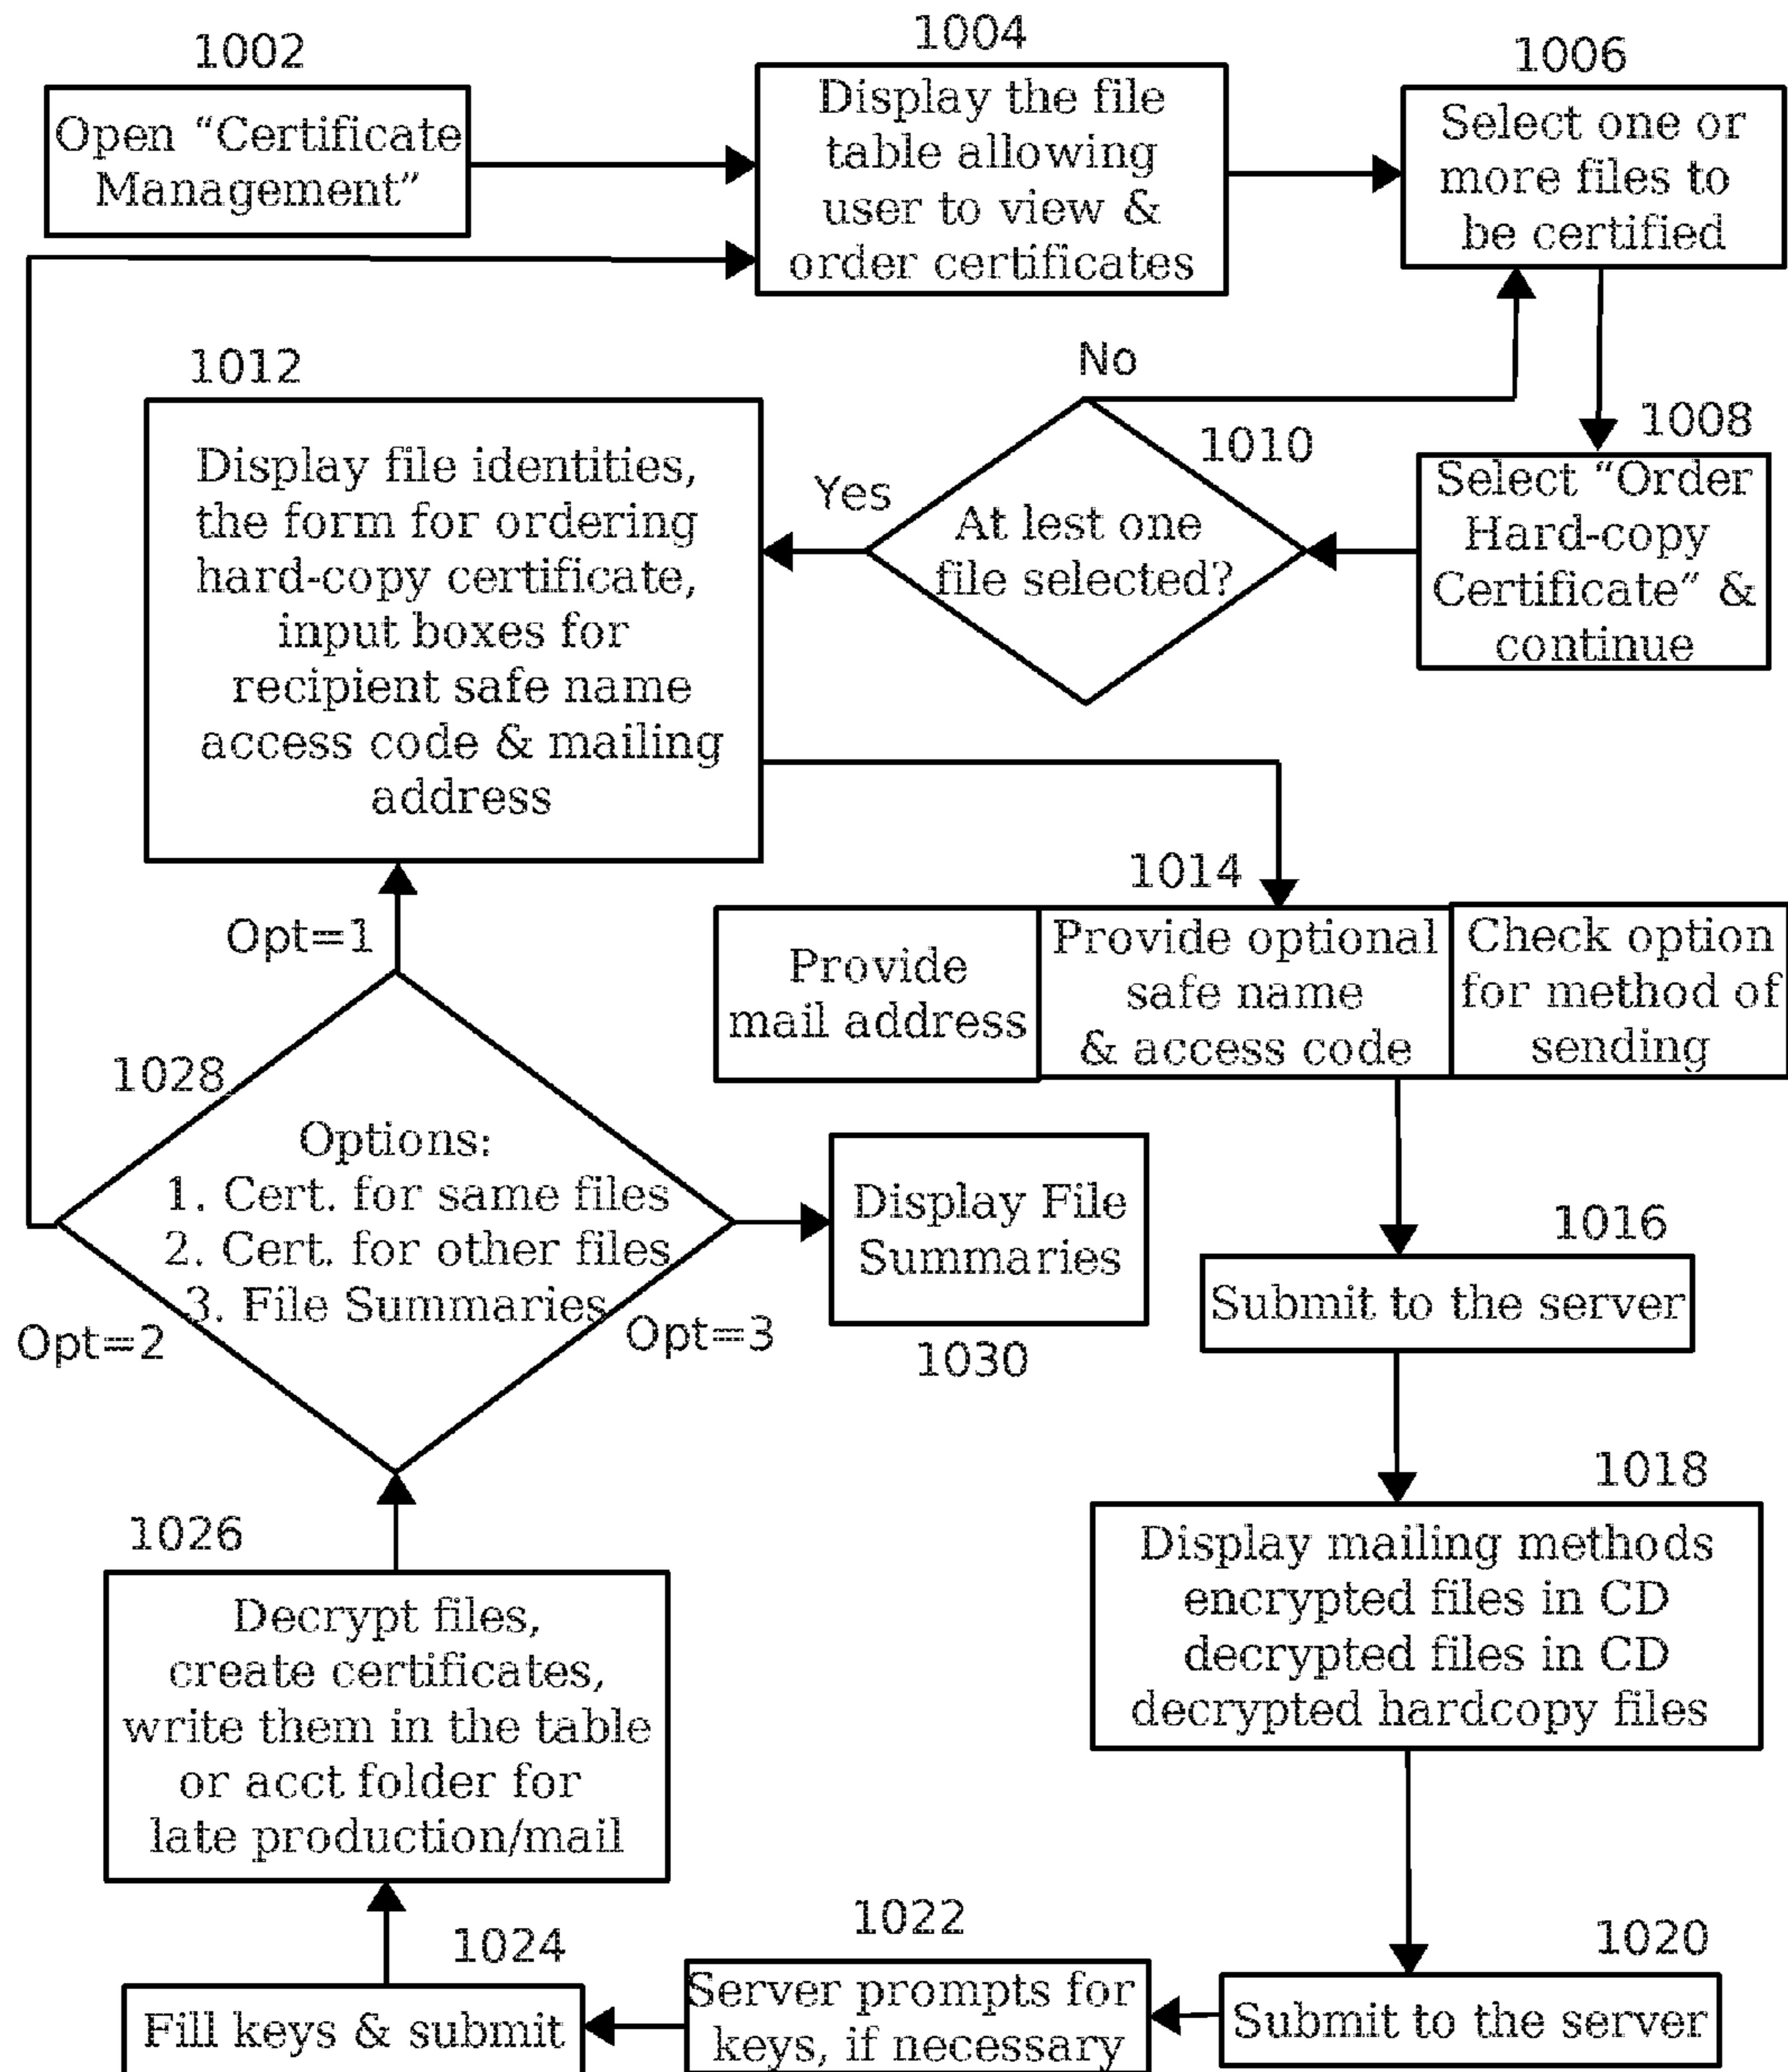 1002
Open “Certificate
Management”
1004
Display the file
table allowing
user to view &
order certificates
1006
Select one or
more files to
be certified
1008
Select “Order
Hard-copy
Certificate” &
continue
1010
At lest one
file selected?
No
Yes
1012
Display file identities,
the form for ordering
hard-copy certificate,
input boxes for
recipient safe name
access code & mailing
address
1014
Provide
mail address
Provide optional
safe name
& access code
Check option
for method of
sending
1016
Submit to the server
1018
Display mailing methods
encrypted files in CD
decrypted files in CD
decrypted hardcopy files
1020
Submit to the server
1022
Server prompts for
keys, if necessary
1024
Fill keys & submit
1026
Decrypt files,
create certificates,
write them in the table
or acct folder for
late production/mail
1028
Options:
1. Cert. for same files
2. Cert. for other files
3. File Summaries
Opt=1
Opt=2
Opt=3
Display File
Summaries
1030